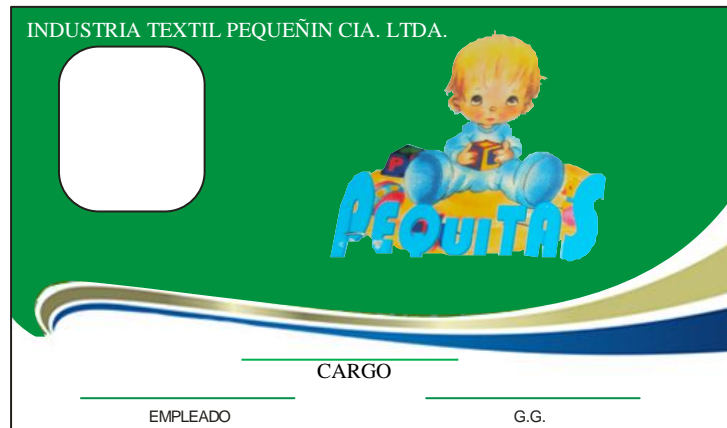 INDUSTRIA TEXTIL PEQUEÑIN CIA. LTDA.
P
L
PEQUITAS
CARGO
EMPLEADO
G.G.